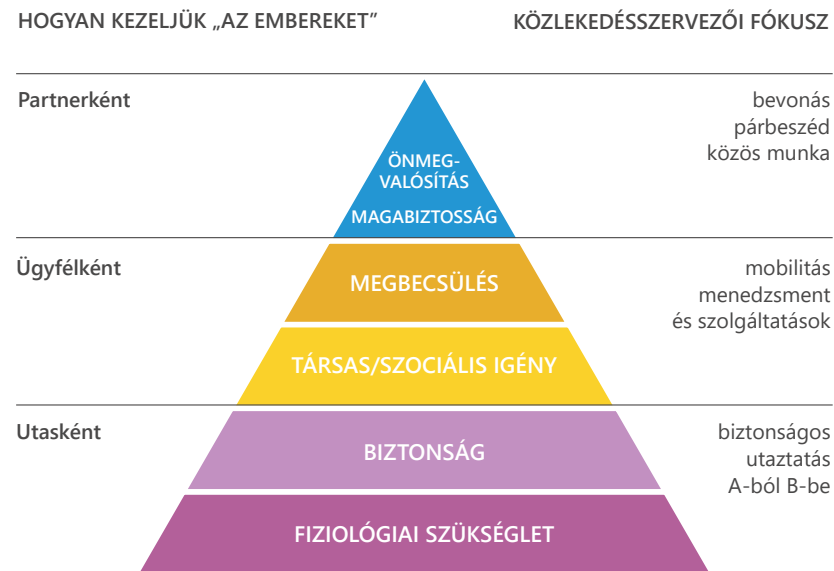 HOGYAN KEZELJÜK „AZ EMBEREKET”
KÖZLEKEDÉSSZERVEZŐI FÓKUSZ
Partnerként
ÖNMEG-
VALÓSÍTÁS
MAGABIZTOSSÁG
bevonás
párbeszéd
közös munka
Ügyfélként
MEGBECSÜLÉS
TÁRSAS/SZOCIÁLIS IGÉNY
mobilitás
menedzsment
és szolgáltatások
Utasként
BIZTONSÁG
FIZIOLÓGIAI SZÜKSÉGLET
biztonságos
utaztatás
A-ból B-be